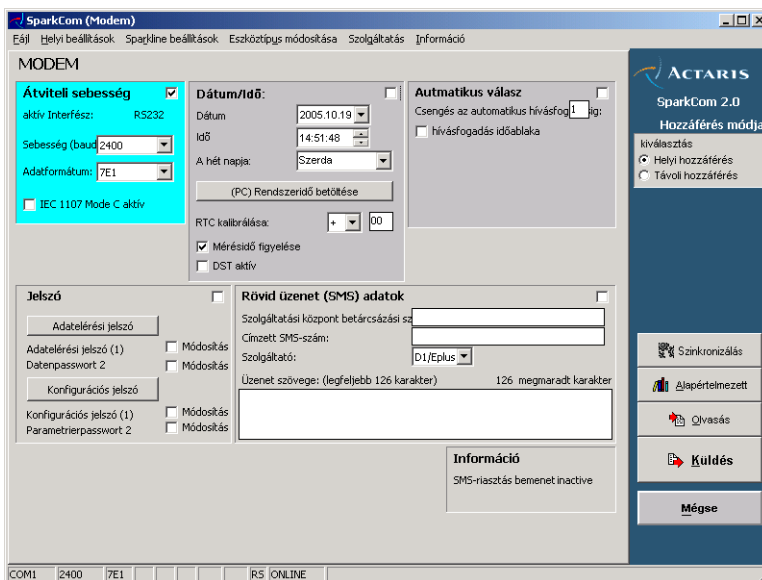 SparkCom (Modem)
Fájl Helyi beállítások Sparkline beállítások Eszköztípus módosítása Szolgáltatás Információ
MODEM
Átviteli sebesség
aktív Interfész: RS232
Sebesség (baud 2400
Adatformátum: 7E1
IEC 1107 Mode C aktív
Dátum/Idő:
Dátum 2005.10.19
Idő 14:51:48
A hét napja: Szerda
(PC) Rendszeridő betöltése
RTC kalibrálása: + 00
Mérésidő figyelése
DST aktív
Autmatikus válasz
Csengés az automatikus hívásfog 1 ig:
hívásfogadás időablaka
ACTARIS
SparkCom 2.0
Hozzáférés módja
kiválasztás
Helyi hozzáférés
Távoli hozzáférés
Jelszó
Adatelérési jelszó
Adatelérési jelszó (1) Módosítás
Datenpasswort 2 Módosítás
Konfigurációs jelszó
Konfigurációs jelszó (1) Módosítás
Parametrierpasswort 2 Módosítás
Rövid üzenet (SMS) adatok
Szolgáltatási központ betárcsázási sz
Címzett SMS-szám:
Szolgáltató: D1/Eplus
Üzenet szövege: (legfeljebb 126 karakter) 126 megmaradt karakter
Információ
SMS-riasztás bemenet inactive
Szinkronizálás
Alapértelmezett
Olvasás
Küldés
Mégse
COM1 2400 7E1 RS ONLINE